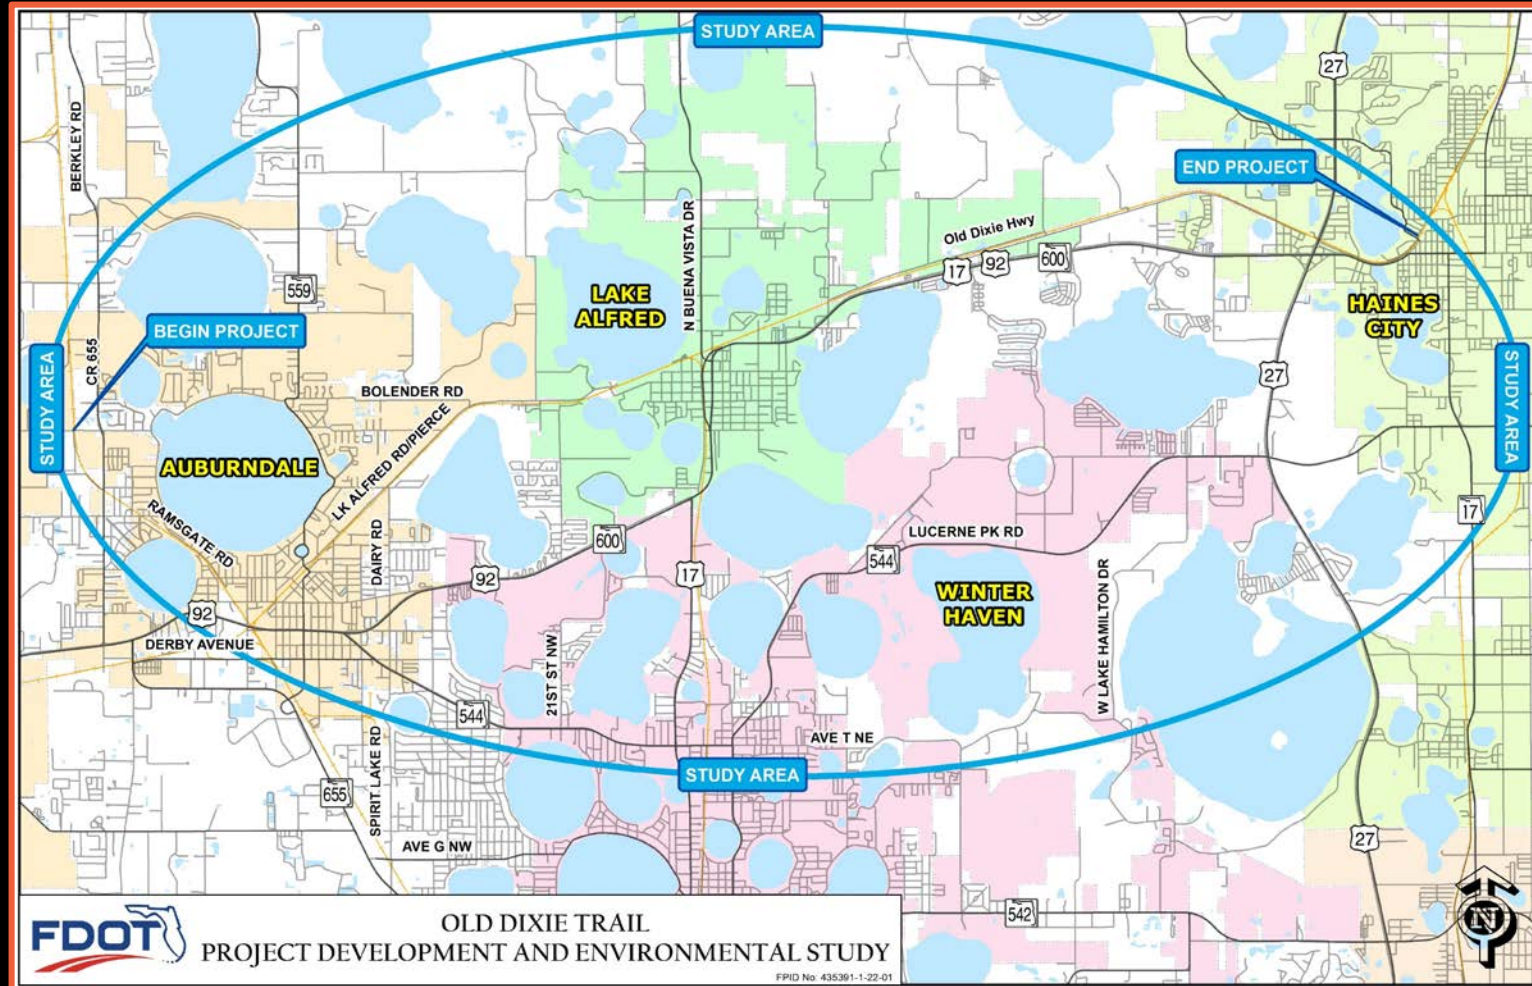 STUDY AREA
27
BERKLEY RD
END PROJECT
N BUENA VISTA DR
Old Dixie Hwy
17
92
600
559
LAKE
ALFRED
HAINES
CITY
BEGIN PROJECT
CR 655
STUDY AREA
BOLENDER RD
27
STUDY AREA
AUBURNDALE
LK ALFRED RD/PIERCE
RAMSGATE RD
DAIRY RD
600
LUCERNE PK RD
17
544
92
17
WINTER
HAVEN
W LAKE HAMILTON DR
92
DERBY AVENUE
21ST ST NW
544
AVE T NE
STUDY AREA
SPIRIT LAKE RD
655
AVE G NW
27
542
N
FDOT
OLD DIXIE TRAIL
PROJECT DEVELOPMENT AND ENVIRONMENTAL STUDY
FPID No: 435391-1-22-01